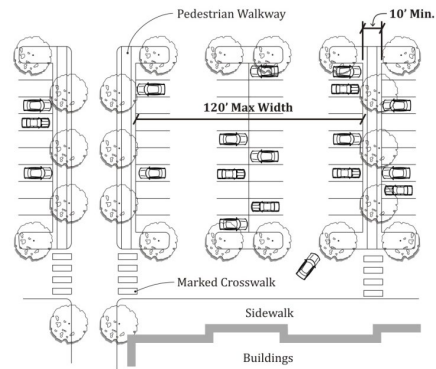 Pedestrian Walkway
10' Min.
120' Max Width
Marked Crosswalk
Sidewalk
Buildings